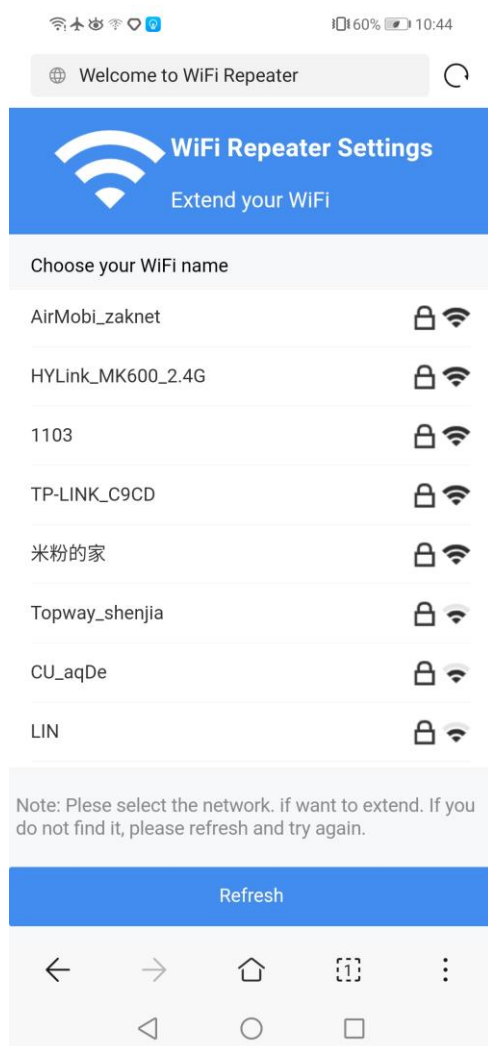 60% 10:44
Welcome to WiFi Repeater
WiFi Repeater Settings
Extend your WiFi
Choose your WiFi name
AirMobi_zaknet
HYLink_MK600_2.4G
1103
TP-LINK_C9CD
米粉的家
Topway_shenjia
CU_aqDe
LIN
Note: Plese select the network. if want to extend. If you
do not find it, please refresh and try again.
Refresh
1